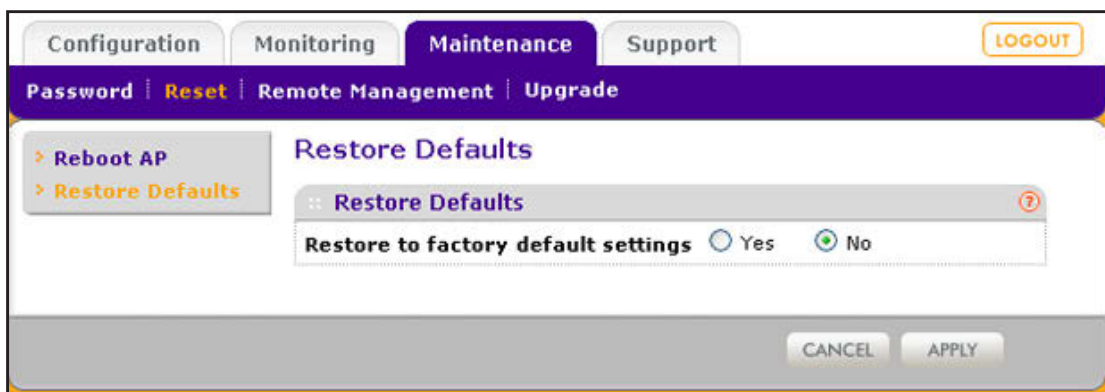 Configuration Monitoring Maintenance Support LOGOUT
Password Reset Remote Management Upgrade
Reboot AP
Restore Defaults
Restore Defaults
Restore Defaults ?
Restore to factory default settings Yes No
CANCEL APPLY